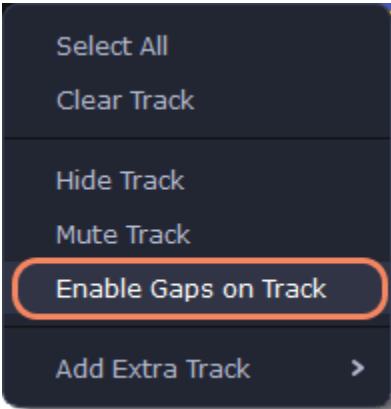 Select All
Clear Track
Hide Track
Mute Track
Enable Gaps on Track
Add Extra Track